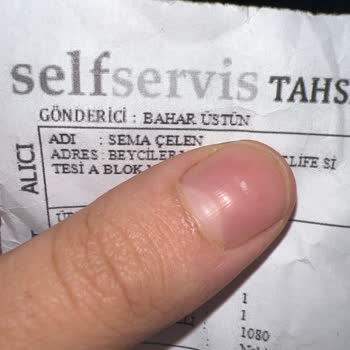 selfservis TAHS
GÖNDERİCİ : BAHAR ÜSTÜN
ALICI
ADI : SEMA ÇELEN
ADRES : BEYCİLER LİFE Sİ
TESİ A BLOK
: 1
: 1
1080